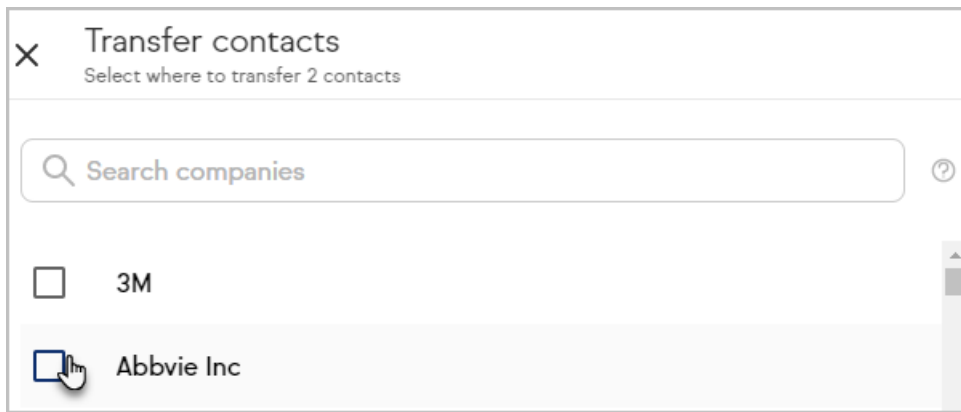 Transfer contacts
Select where to transfer 2 contacts
Search companies
3M
Abbvie Inc